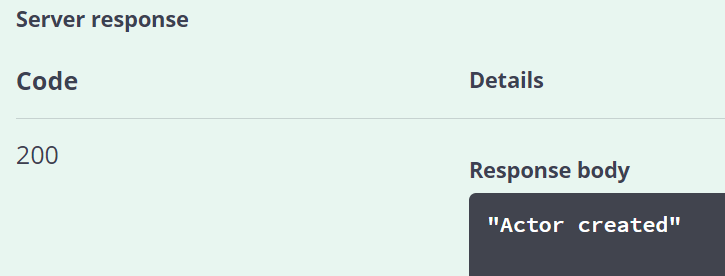 Server response
Code
Details
200
Response body
"Actor created"